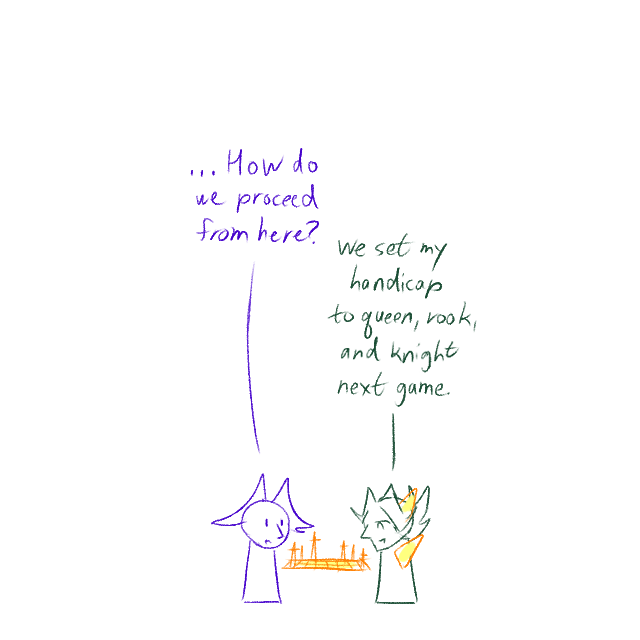 ... How do
we proceed
from here?
We set my
handicap
to queen, rook,
and knight
next game.